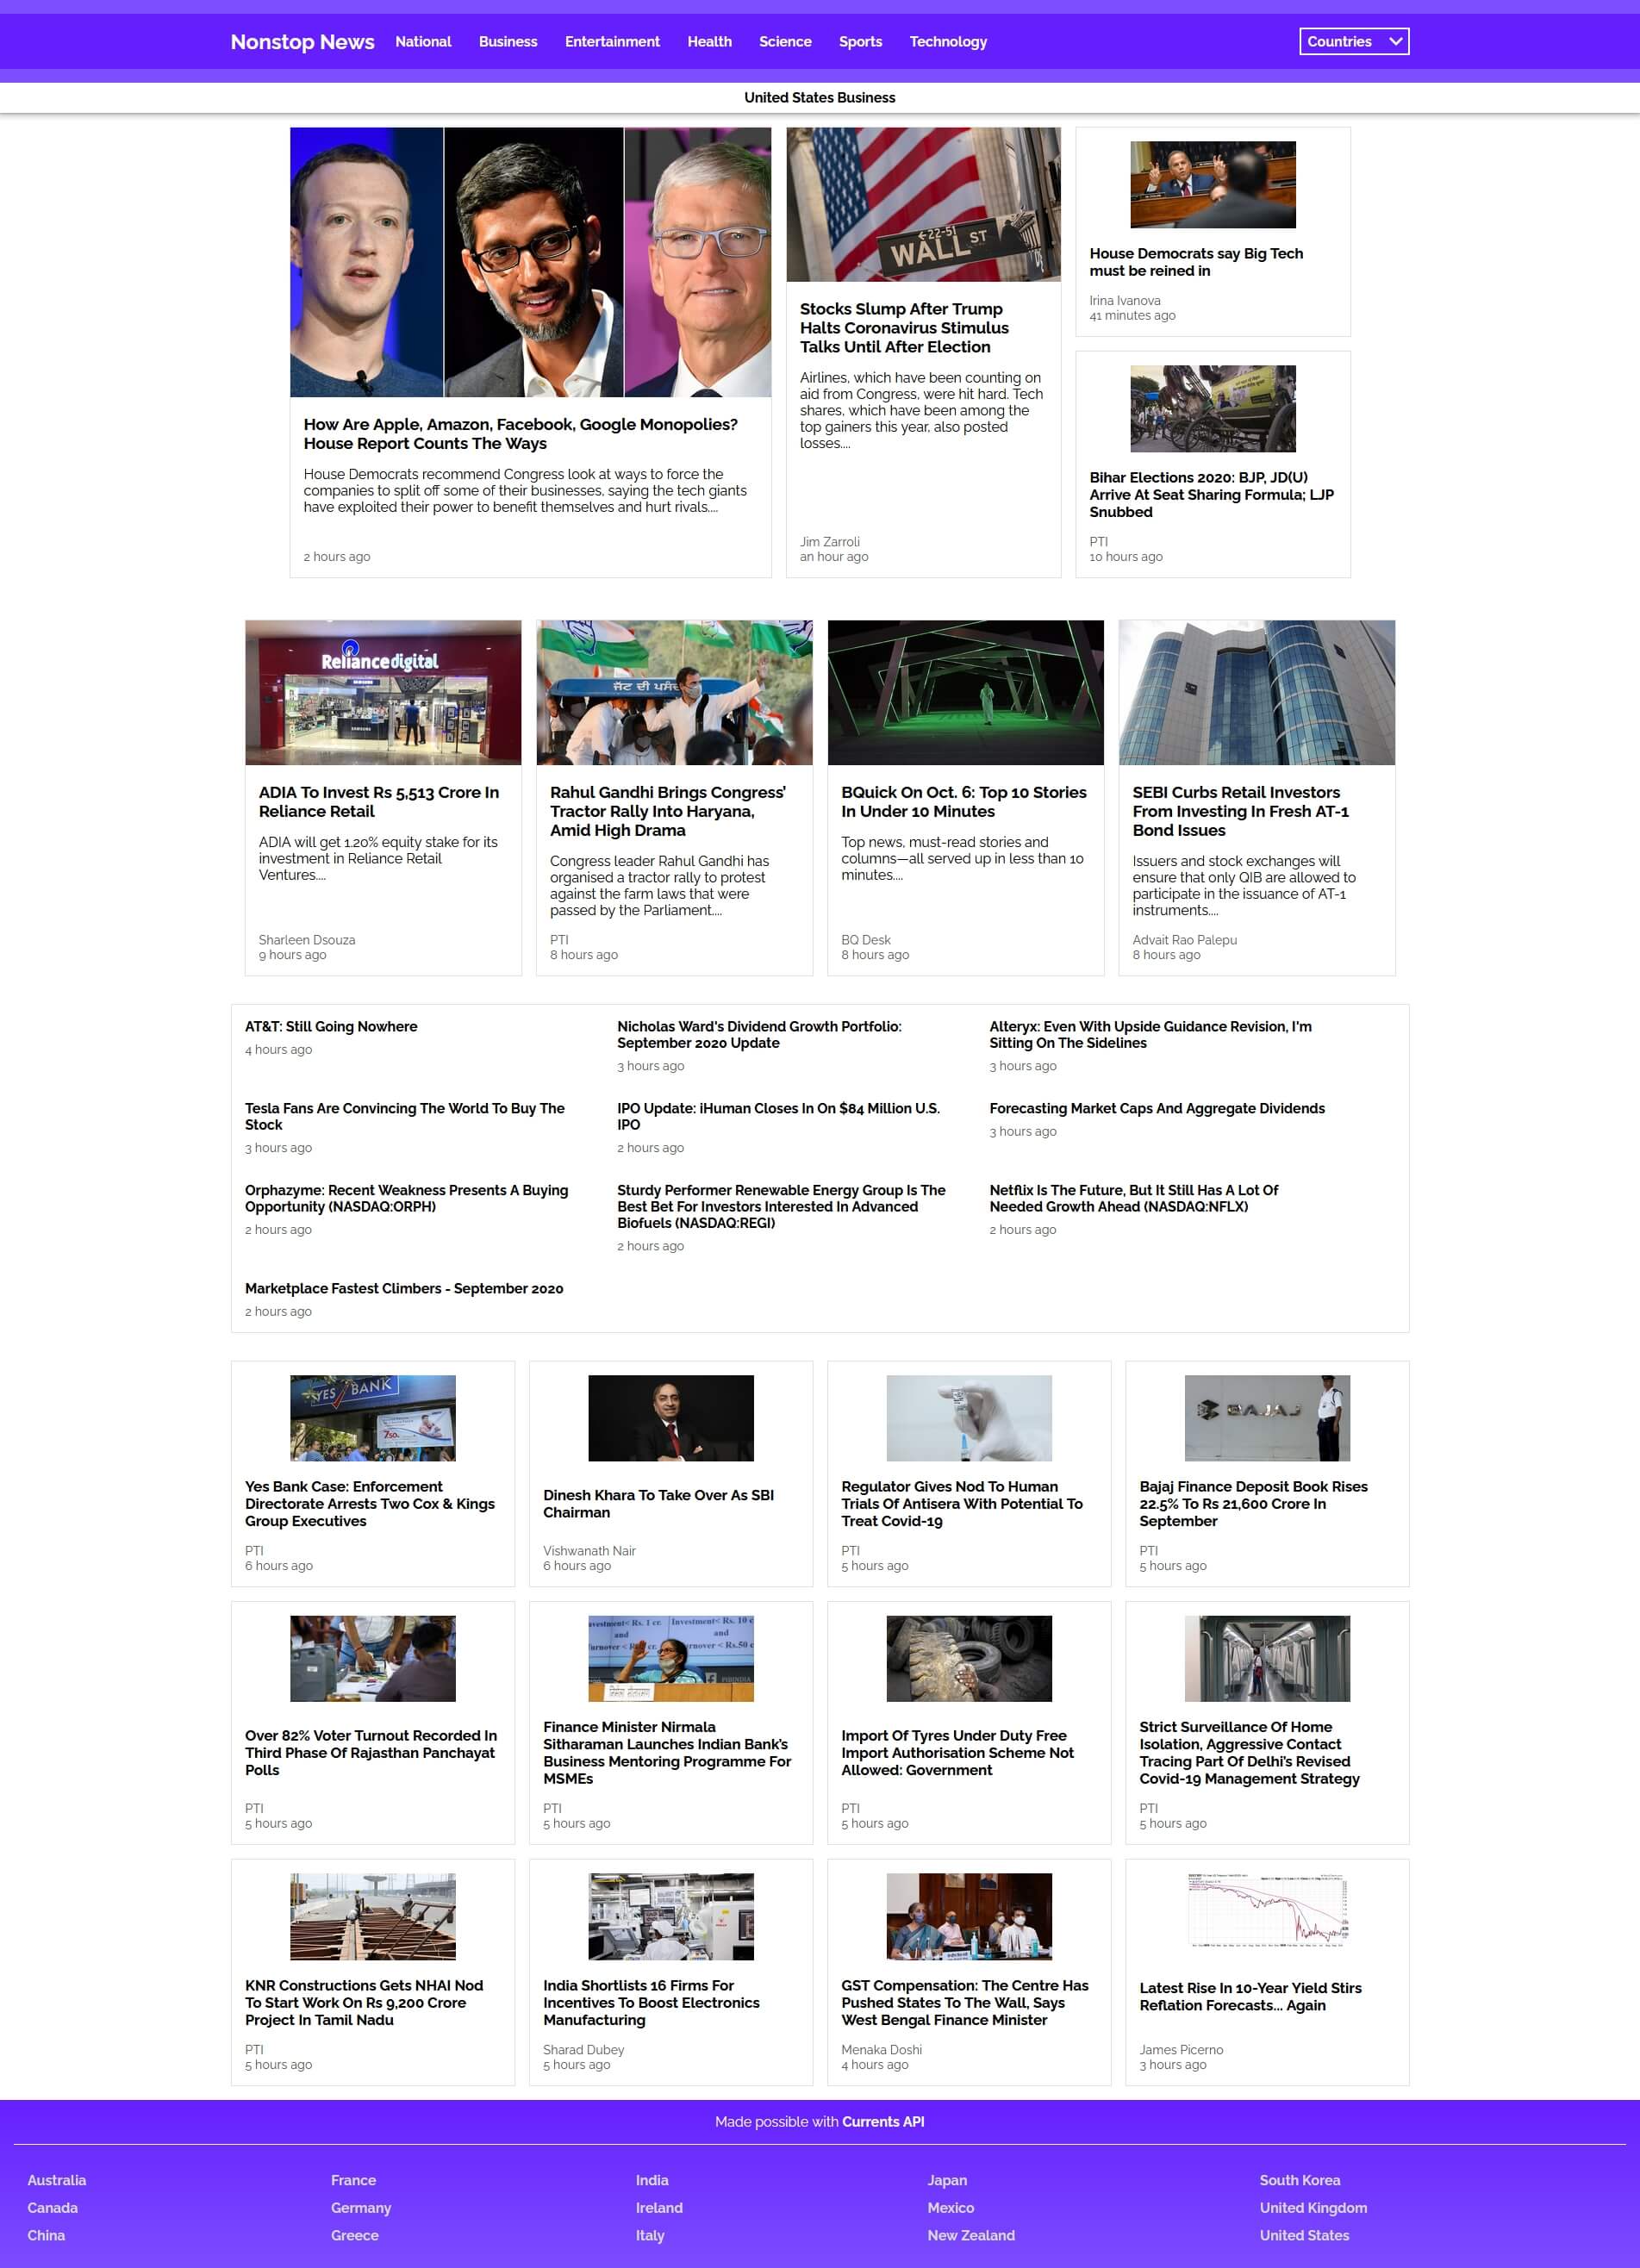 Nonstop News National Business Entertainment Health Science Sports Technology Countries
United States Business
←22-51
WALL ST
How Are Apple, Amazon, Facebook, Google Monopolies?
House Report Counts The Ways
House Democrats recommend Congress look at ways to force the
companies to split off some of their businesses, saying the tech giants
have exploited their power to benefit themselves and hurt rivals....
2 hours ago
Stocks Slump After Trump
Halts Coronavirus Stimulus
Talks Until After Election
Airlines, which have been counting on
aid from Congress, were hit hard. Tech
shares, which have been among the
top gainers this year, also posted
losses....
Jim Zarroli
an hour ago
House Democrats say Big Tech
must be reined in
Irina Ivanova
41 minutes ago
Bihar Elections 2020: BJP, JD(U)
Arrive At Seat Sharing Formula; LJP
Snubbed
PTI
10 hours ago
Reliance digital
SAMSUNG
ADIA To Invest Rs 5,513 Crore In
Reliance Retail
ADIA will get 1.20% equity stake for its
investment in Reliance Retail
Ventures....
Sharleen Dsouza
9 hours ago
ਜੱਟ ਦੀ ਪਸੰਦ
Rahul Gandhi Brings Congress'
Tractor Rally Into Haryana,
Amid High Drama
Congress leader Rahul Gandhi has
organised a tractor rally to protest
against the farm laws that were
passed by the Parliament....
PTI
8 hours ago
BQuick On Oct. 6: Top 10 Stories
In Under 10 Minutes
Top news, must-read stories and
columns—all served up in less than 10
minutes....
BQ Desk
8 hours ago
SEBI Curbs Retail Investors
From Investing In Fresh AT-1
Bond Issues
Issuers and stock exchanges will
ensure that only QIB are allowed to
participate in the issuance of AT-1
instruments....
Advait Rao Palepu
8 hours ago
AT&T: Still Going Nowhere
4 hours ago
Nicholas Ward's Dividend Growth Portfolio:
September 2020 Update
3 hours ago
Alteryx: Even With Upside Guidance Revision, I'm
Sitting On The Sidelines
3 hours ago
Tesla Fans Are Convincing The World To Buy The
Stock
3 hours ago
IPO Update: iHuman Closes In On $84 Million U.S.
IPO
2 hours ago
Forecasting Market Caps And Aggregate Dividends
3 hours ago
Orphazyme: Recent Weakness Presents A Buying
Opportunity (NASDAQ:ORPH)
2 hours ago
Sturdy Performer Renewable Energy Group Is The
Best Bet For Investors Interested In Advanced
Biofuels (NASDAQ:REGI)
2 hours ago
Netflix Is The Future, But It Still Has A Lot Of
Needed Growth Ahead (NASDAQ:NFLX)
2 hours ago
Marketplace Fastest Climbers - September 2020
2 hours ago
YES BANK
Yes Bank Case: Enforcement
Directorate Arrests Two Cox & Kings
Group Executives
PTI
6 hours ago
Dinesh Khara To Take Over As SBI
Chairman
Vishwanath Nair
6 hours ago
Regulator Gives Nod To Human
Trials Of Antisera With Potential To
Treat Covid-19
PTI
5 hours ago
BAJAJ
Bajaj Finance Deposit Book Rises
22.5% To Rs 21,600 Crore In
September
PTI
5 hours ago
Over 82% Voter Turnout Recorded In
Third Phase Of Rajasthan Panchayat
Polls
PTI
5 hours ago
Investment< Rs. 10 c
and and
urnover < Rs.50 c
Finance Minister Nirmala
Sitharaman Launches Indian Bank's
Business Mentoring Programme For
MSMEs
PTI
5 hours ago
Import Of Tyres Under Duty Free
Import Authorisation Scheme Not
Allowed: Government
PTI
5 hours ago
Strict Surveillance Of Home
Isolation, Aggressive Contact
Tracing Part Of Delhi's Revised
Covid-19 Management Strategy
PTI
5 hours ago
KNR Constructions Gets NHAI Nod
To Start Work On Rs 9,200 Crore
Project In Tamil Nadu
PTI
5 hours ago
India Shortlists 16 Firms For
Incentives To Boost Electronics
Manufacturing
Sharad Dubey
5 hours ago
GST Compensation: The Centre Has
Pushed States To The Wall, Says
West Bengal Finance Minister
Menaka Doshi
4 hours ago
Latest Rise In 10-Year Yield Stirs
Reflation Forecasts... Again
James Picerno
3 hours ago
Made possible with Currents API
Australia France India Japan South Korea
Canada Germany Ireland Mexico United Kingdom
China Greece Italy New Zealand United States